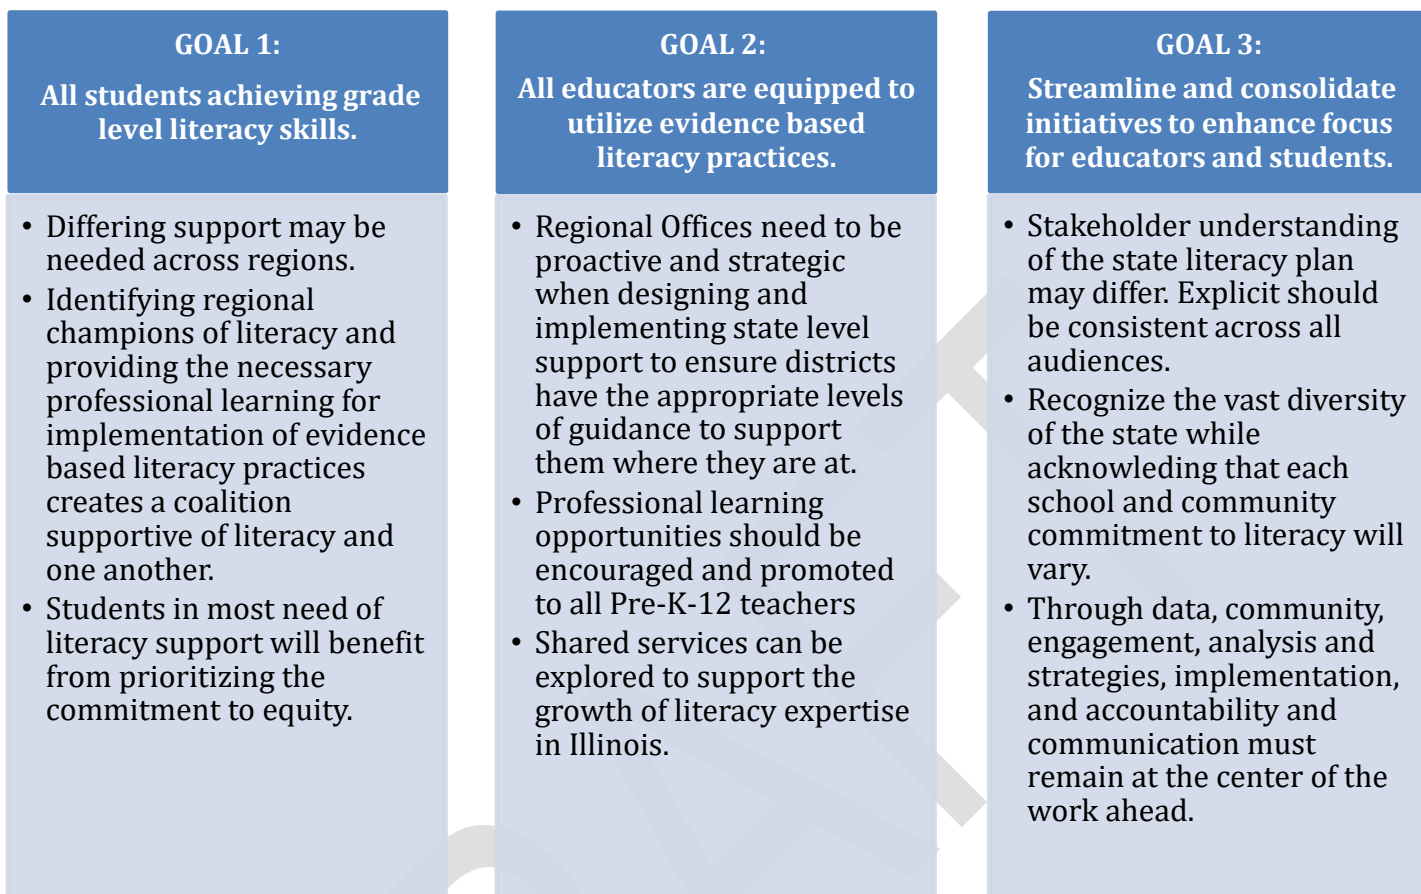 GOAL 1:
All students achieving grade
level literacy skills.
• Differing support may be
needed across regions.
• Identifying regional
champions of literacy and
providing the necessary
professional learning for
implementation of evidence
based literacy practices
creates a coalition
supportive of literacy and
one another.
• Students in most need of
literacy support will benefit
from prioritizing the
commitment to equity.
GOAL 2:
All educators are equipped to
utilize evidence based
literacy practices.
• Regional Offices need to be
proactive and strategic
when designing and
implementing state level
support to ensure districts
have the appropriate levels
of guidance to support
them where they are at.
• Professional learning
opportunities should be
encouraged and promoted
to all Pre-K-12 teachers
• Shared services can be
explored to support the
growth of literacy expertise
in Illinois.
GOAL 3:
Streamline and consolidate
initiatives to enhance focus
for educators and students.
• Stakeholder understanding
of the state literacy plan
may differ. Explicit should
be consistent across all
audiences.
• Recognize the vast diversity
of the state while
acknowleding that each
school and community
commitment to literacy will
vary.
• Through data, community,
engagement, analysis and
strategies, implementation,
and accountability and
communication must
remain at the center of the
work ahead.